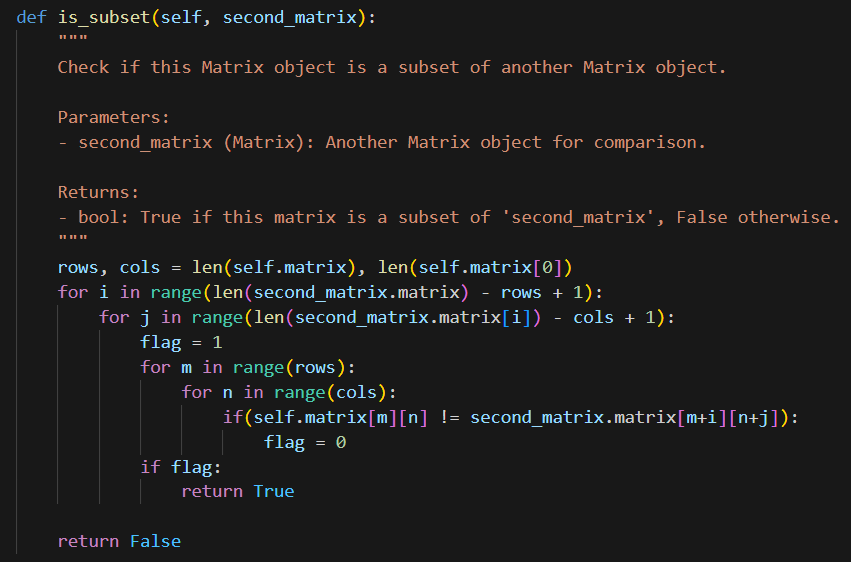 def is_subset(self, second_matrix):
    """
    Check if this Matrix object is a subset of another Matrix object.

    Parameters:
    - second_matrix (Matrix): Another Matrix object for comparison.

    Returns:
    - bool: True if this matrix is a subset of 'second_matrix', False otherwise.
    """
    rows, cols = len(self.matrix), len(self.matrix[0])
    for i in range(len(second_matrix.matrix) - rows + 1):
        for j in range(len(second_matrix.matrix[i]) - cols + 1):
            flag = 1
            for m in range(rows):
                for n in range(cols):
                    if(self.matrix[m][n] != second_matrix.matrix[m+i][n+j]):
                        flag = 0
            if flag:
                return True

    return False